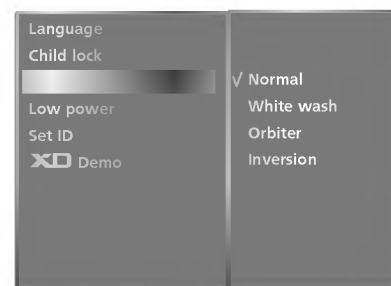 Language
Child lock
Low power
Set ID
XD Demo
√ Normal
White wash
Orbiter
Inversion